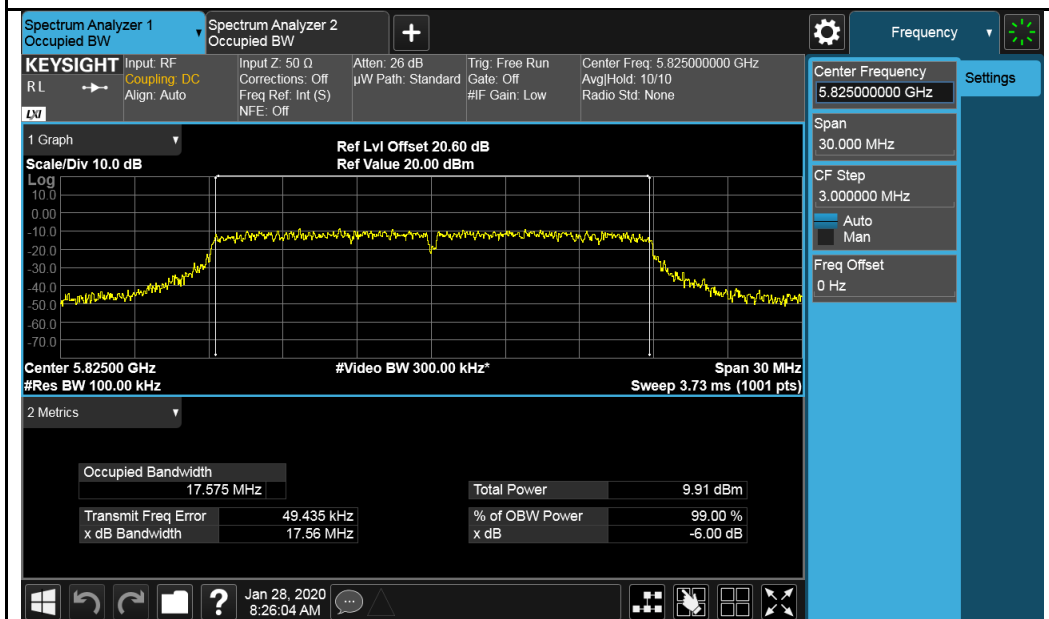 Spectrum Analyzer 1
Occupied BW
Spectrum Analyzer 2
Occupied BW
Frequency
KEYSIGHT
R L
LXI
Input: RF
Coupling: DC
Align: Auto
Input Z: 50 Ω
Corrections: Off
Freq Ref: Int (S)
NFE: Off
Atten: 26 dB
µW Path: Standard
Trig: Free Run
Gate: Off
#IF Gain: Low
Center Freq: 5.825000000 GHz
Avg|Hold: 10/10
Radio Std: None
Center Frequency
5.825000000 GHz
Settings
Span
30.000 MHz
CF Step
3.000000 MHz
Auto
Man
Freq Offset
0 Hz
1 Graph
Scale/Div 10.0 dB
Ref Lvl Offset 20.60 dB
Ref Value 20.00 dBm
Log
10.0
0.00
-10.0
-20.0
-30.0
-40.0
-50.0
-60.0
-70.0
Center 5.82500 GHz
#Res BW 100.00 kHz
#Video BW 300.00 kHz*
Span 30 MHz
Sweep 3.73 ms (1001 pts)
2 Metrics
Occupied Bandwidth
17.575 MHz
Total Power 9.91 dBm
Transmit Freq Error 49.435 kHz
% of OBW Power 99.00 %
x dB Bandwidth 17.56 MHz
x dB -6.00 dB
?
Jan 28, 2020
8:26:04 AM